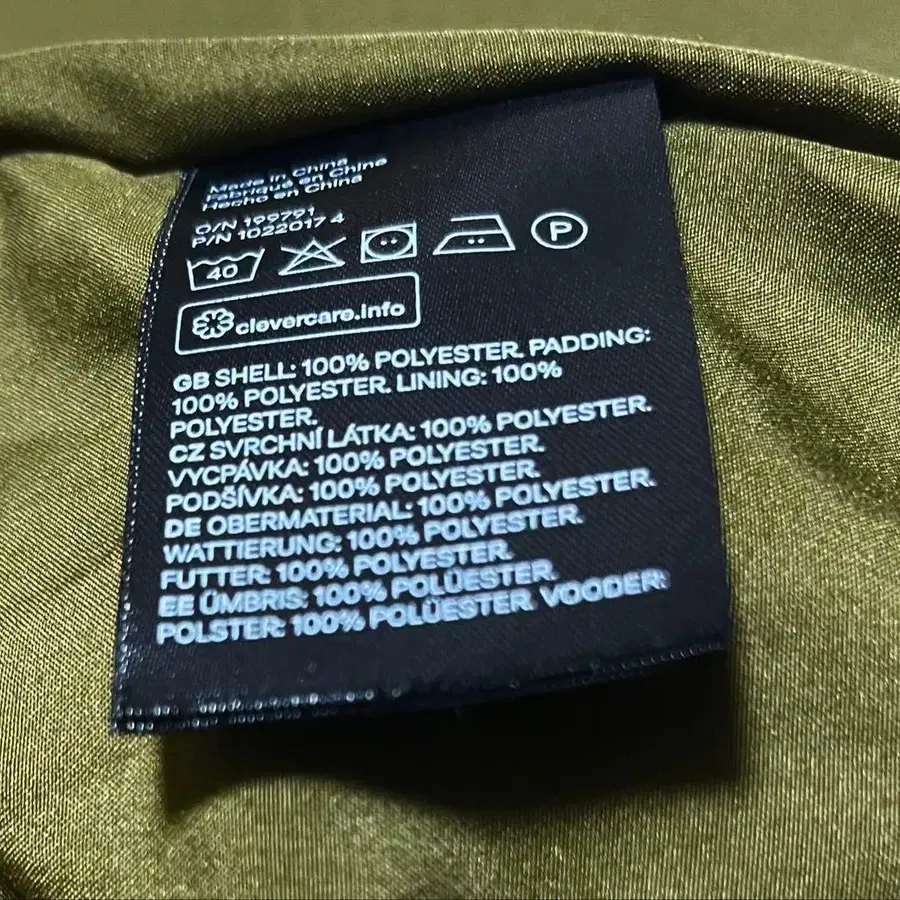 Made in China
Fabriqué en Chine
Hecho en China
O/N 199791
P/N 1022017 4
40
P
clevercare.info
GB SHELL: 100% POLYESTER. PADDING:
100% POLYESTER. LINING: 100%
POLYESTER.
CZ SVRCHNÍ LÁTKA: 100% POLYESTER.
VYCPÁVKA: 100% POLYESTER.
PODŠÍVKA: 100% POLYESTER.
DE OBERMATERIAL: 100% POLYESTER.
WATTIERUNG: 100% POLYESTER.
FUTTER: 100% POLYESTER.
EE ÜMBRIS: 100% POLÜESTER.
POLSTER: 100% POLÜESTER. VOODER: